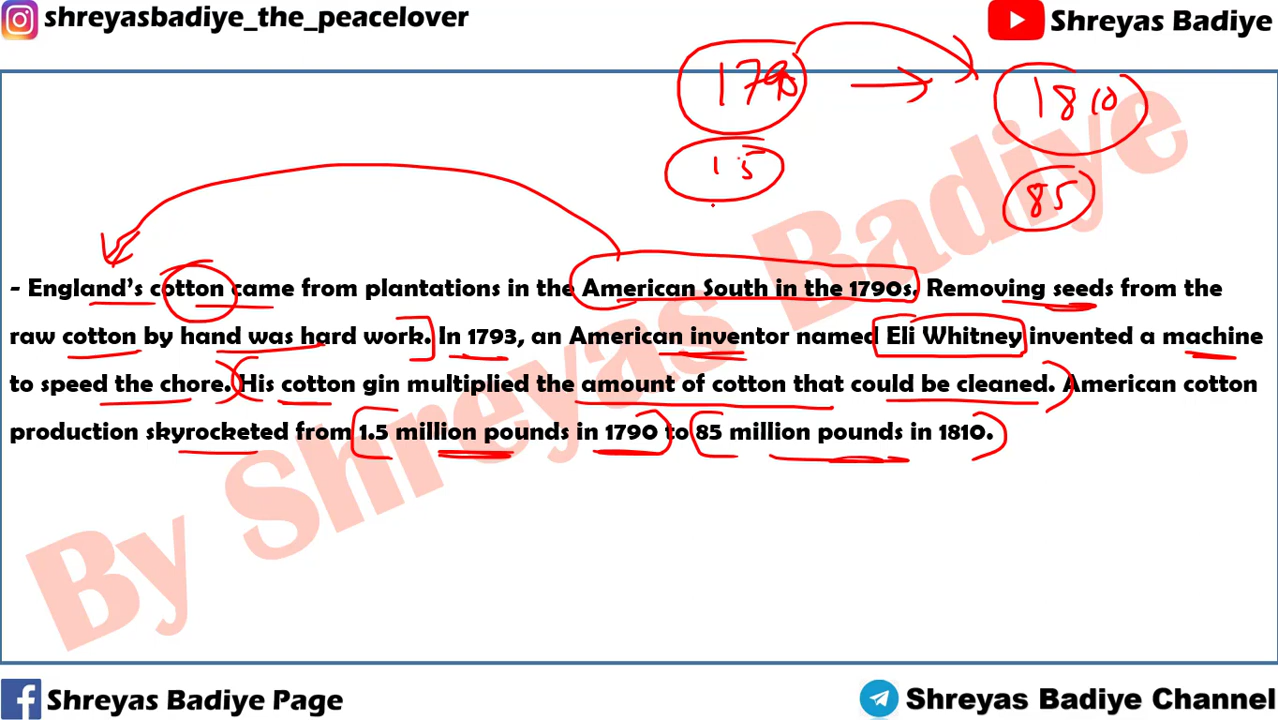 shreyasbadiye_the_peacelover
Shreyas Badiye
1790
1810
15
85
- England's cotton came from plantations in the American South in the 1790s. Removing seeds from the
raw cotton by hand was hard work. In 1793, an American inventor named Eli Whitney invented a machine
to speed the chore. His cotton gin multiplied the amount of cotton that could be cleaned. American cotton
production skyrocketed from 1.5 million pounds in 1790 to 85 million pounds in 1810.
By Shreyas Badiye
Shreyas Badiye Page
Shreyas Badiye Channel